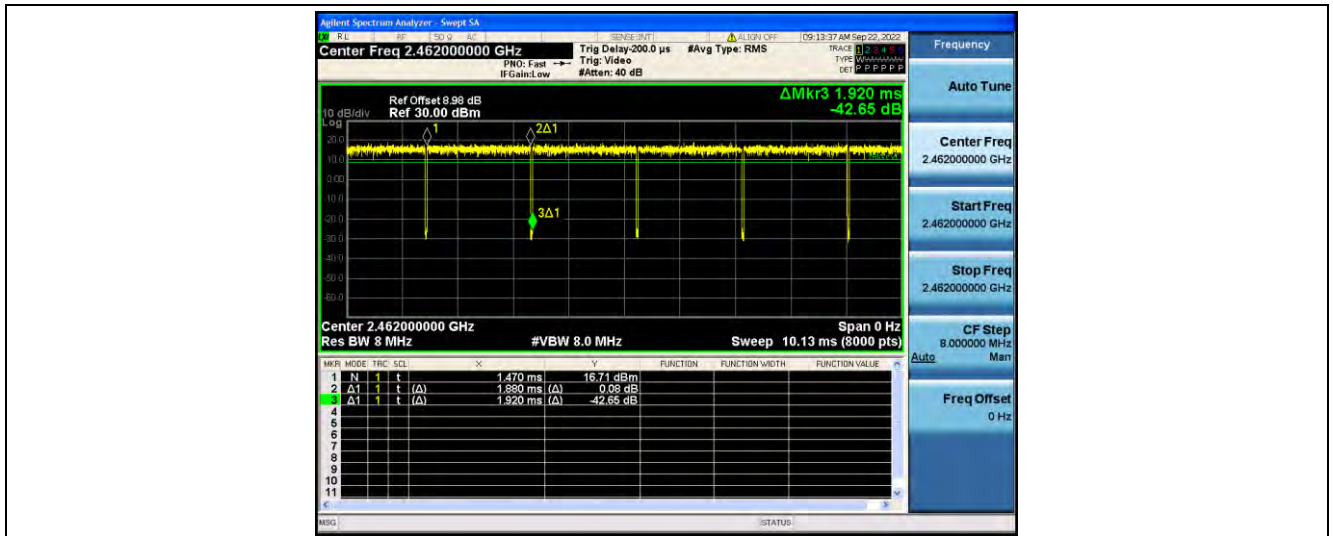 Agilent Spectrum Analyzer - Swept SA
RL RF 50 Ω AC SENSE:INT ALIGN OFF 09:13:37 AM Sep 22, 2022
Center Freq 2.462000000 GHz
PNO: Fast
IFGain:Low
Trig Delay-200.0 µs
Trig: Video
#Atten: 40 dB
#Avg Type: RMS
TRACE 1 2 3 4 5 6
TYPE
DET P P P P P P
Ref Offset 8.98 dB
10 dB/div Ref 30.00 dBm
Log
ΔMkr3 1.920 ms
-42.65 dB
1
2Δ1
3Δ1
20.0
10.0
0.00
-10.0
-20.0
-30.0
-40.0
-50.0
-60.0
Center 2.462000000 GHz Span 0 Hz
Res BW 8 MHz #VBW 8.0 MHz Sweep 10.13 ms (8000 pts)
MKR MODE TRC SCL X Y FUNCTION FUNCTION WIDTH FUNCTION VALUE
1 N 1 t 1.470 ms 16.71 dBm
2 Δ1 1 t (Δ) 1.880 ms (Δ) 0.08 dB
3 Δ1 1 t (Δ) 1.920 ms (Δ) -42.65 dB
4
5
6
7
8
9
10
11
MSG STATUS
Frequency
Auto Tune
Center Freq
2.462000000 GHz
Start Freq
2.462000000 GHz
Stop Freq
2.462000000 GHz
CF Step
8.000000 MHz
Auto Man
Freq Offset
0 Hz